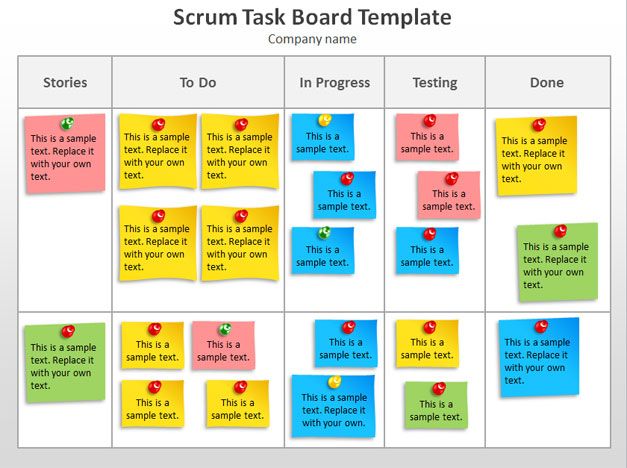 Scrum Task Board Template
Company name
Stories
To Do
In Progress
Testing
Done
This is a sample
text. Replace it
with your own
text.
This is a sample
text. Replace it
with your own
text.
This is a sample
text. Replace it
with your own
text.
This is a sample
text. Replace it
with your own
text.
This is a sample
text. Replace it
with your own
text.
This is a
sample text.
This is a
sample text.
This is a
sample text.
This is a
sample text.
This is a
sample text.
This is a
sample text.
This is a sample
text. Replace it
with your own
text.
This is a sample
text. Replace it
with your own
text.
This is a sample
text. Replace it
with your own
text.
This is a
sample text.
This is a
sample text.
This is a
sample text.
This is a
sample text.
This is a
sample text.
This is a sample
text. Replace it
with your own.
This is a
sample text.
This is a
sample text.
This is a sample
text. Replace it
with your own
text.